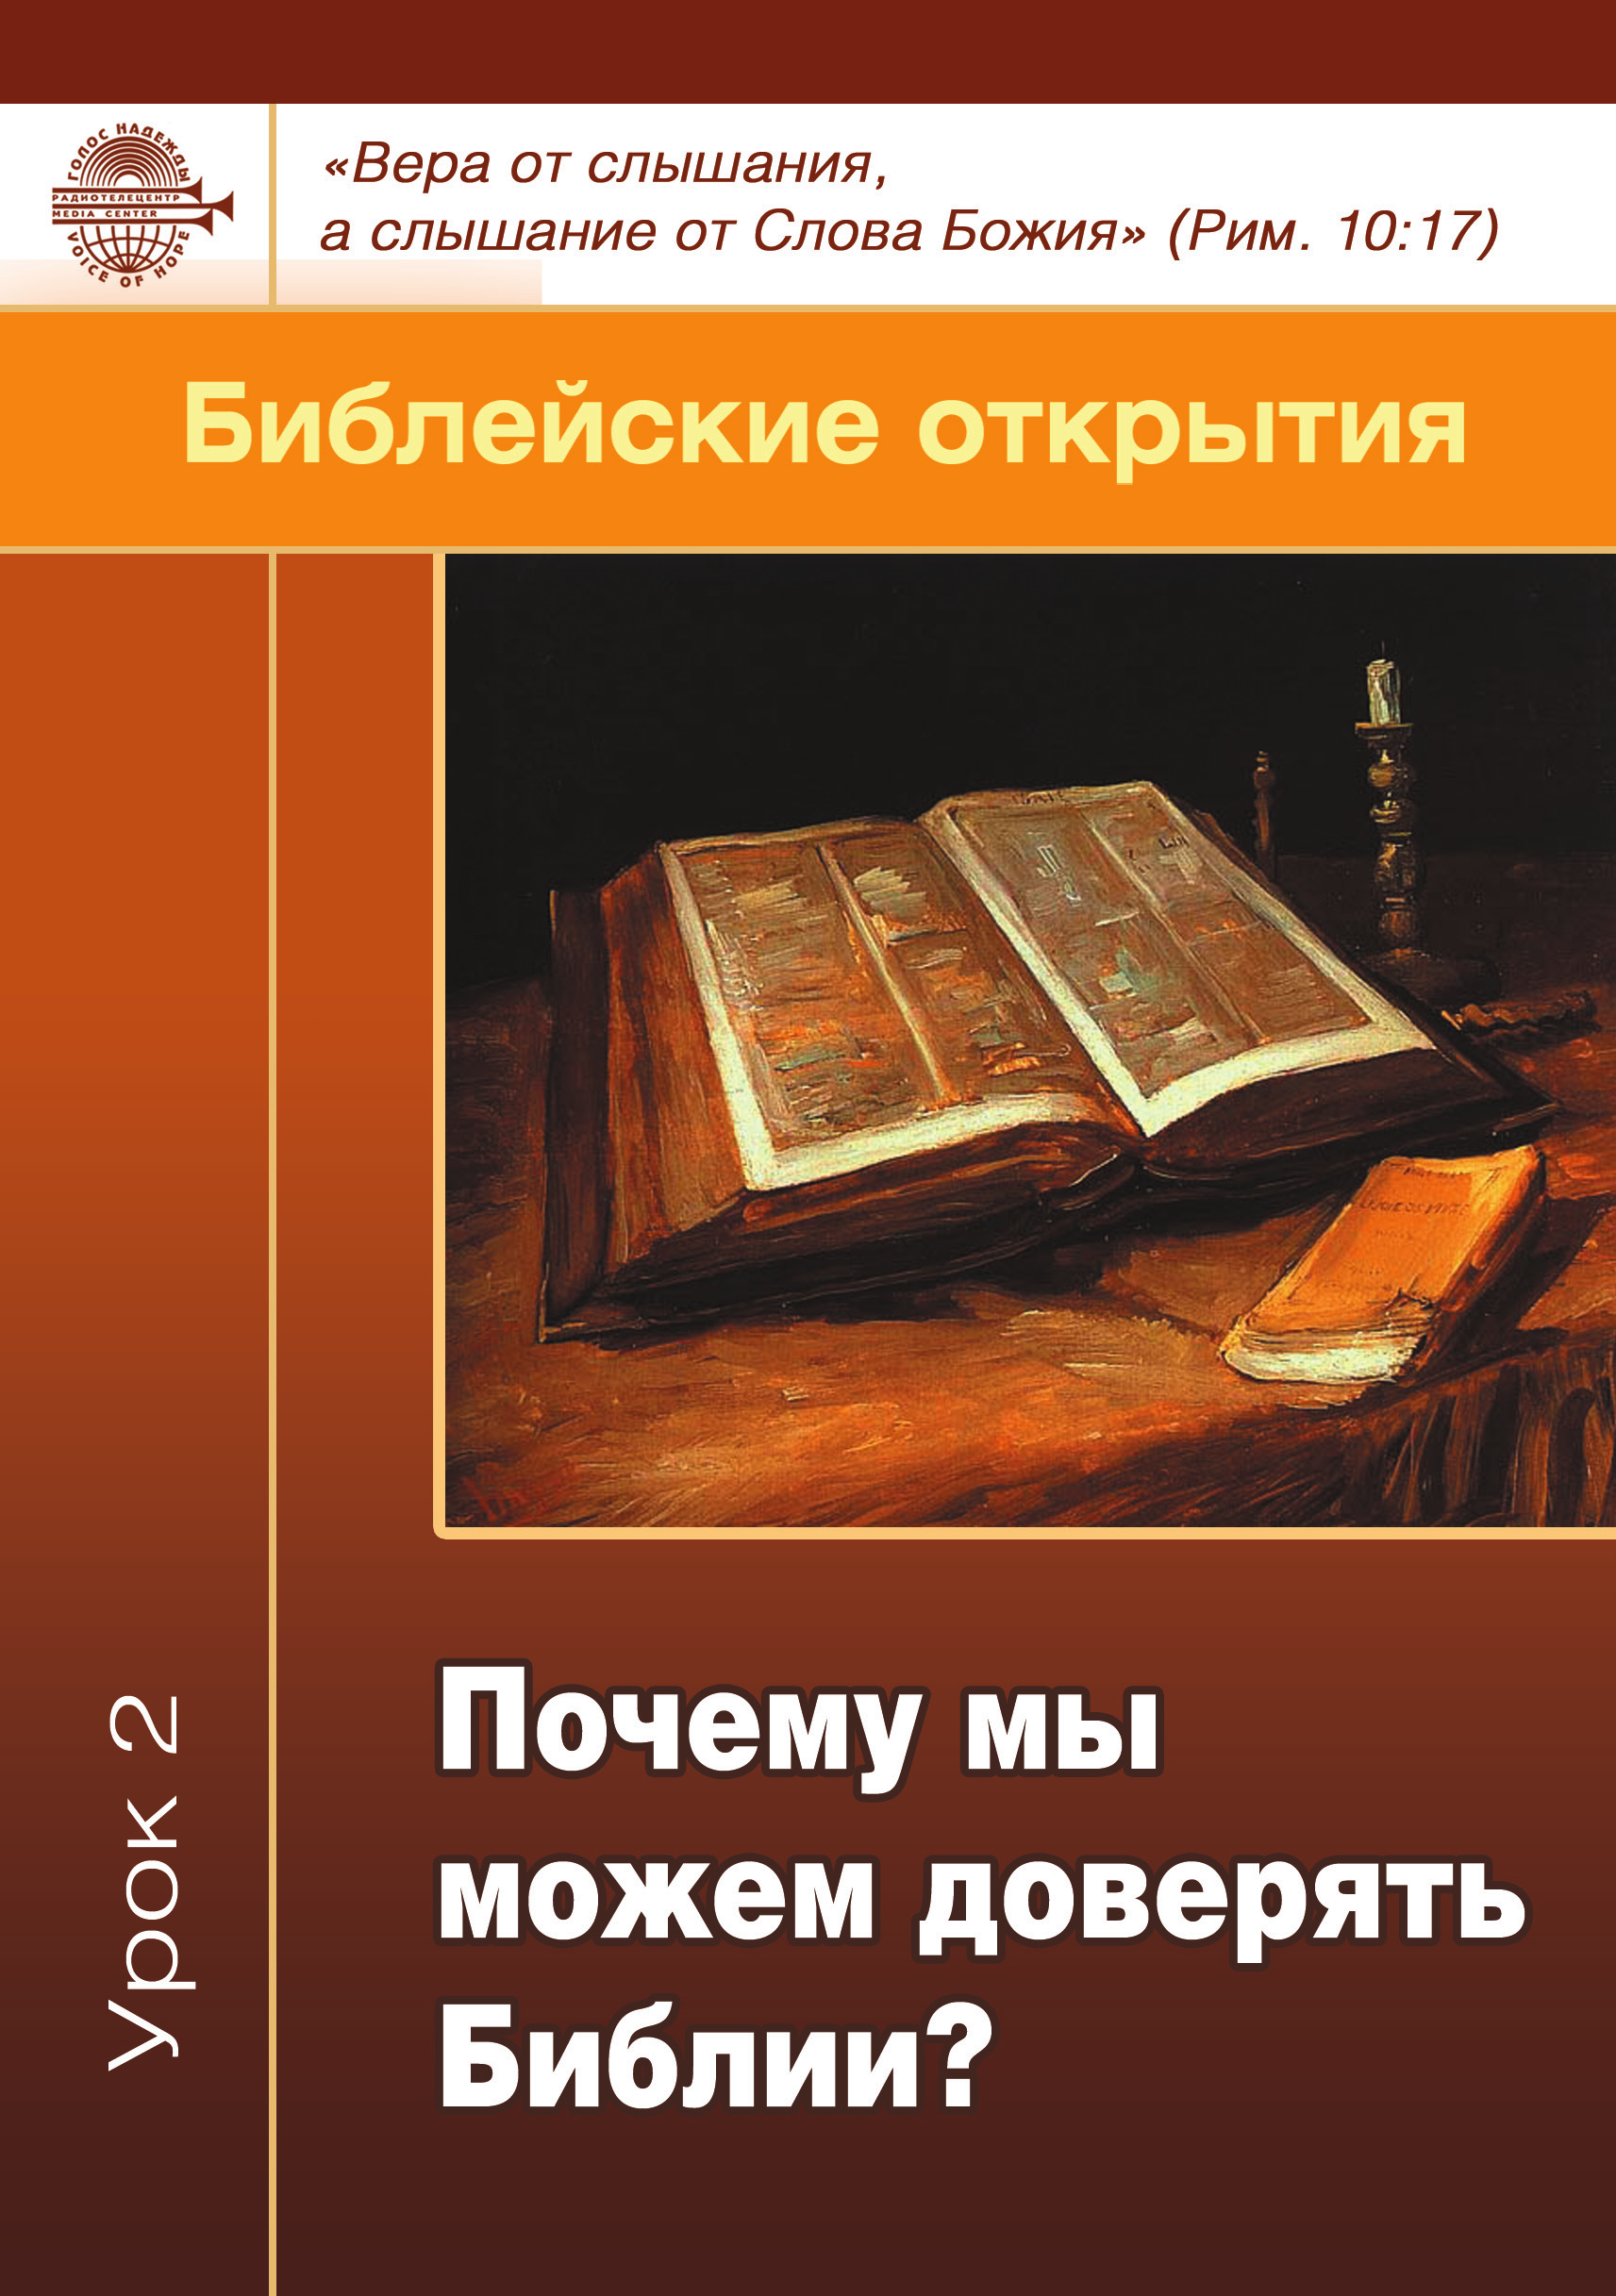 ГОЛОС НАДЕЖДЫ
РАДИОТЕЛЕЦЕНТР
MEDIA CENTER
VOICE OF HOPE
«Вера от слышания,
а слышание от Слова Божия» (Рим. 10:17)
Библейские открытия
Урок 2
Почему мы
можем доверять
Библии?